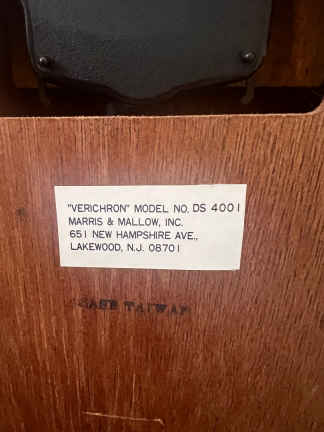 "VERICHRON" MODEL NO. DS 4001
MARRIS & MALLOW, INC.
651 NEW HAMPSHIRE AVE.,
LAKEWOOD, N.J. 08701
CASE TAIWAN